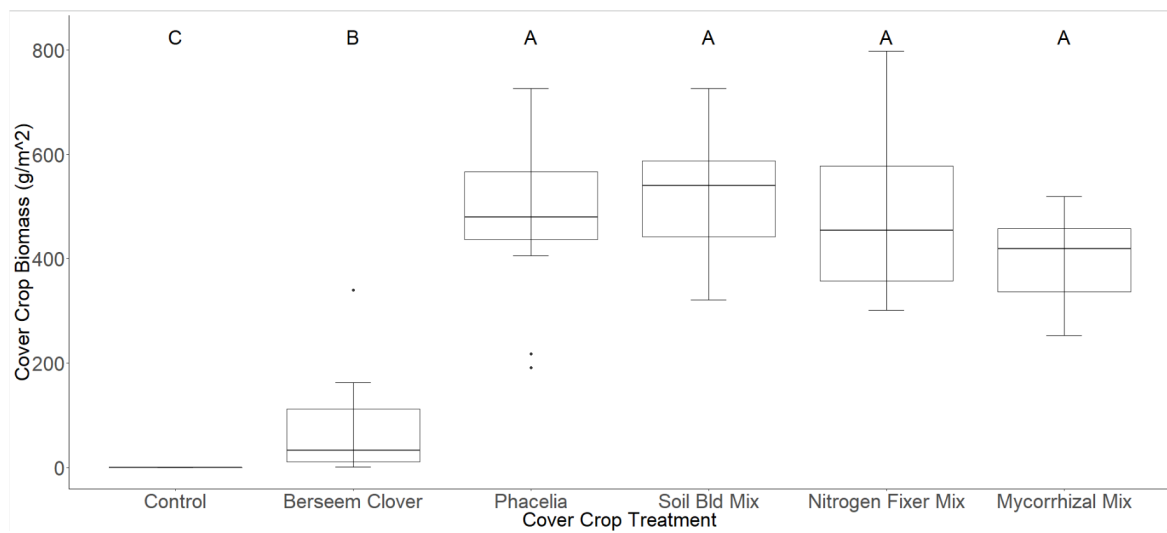 C B A A A A
Cover Crop Biomass (g/m^2)
800
600
400
200
0
Control Berseem Clover Phacelia Soil Bld Mix Nitrogen Fixer Mix Mycorrhizal Mix
Cover Crop Treatment